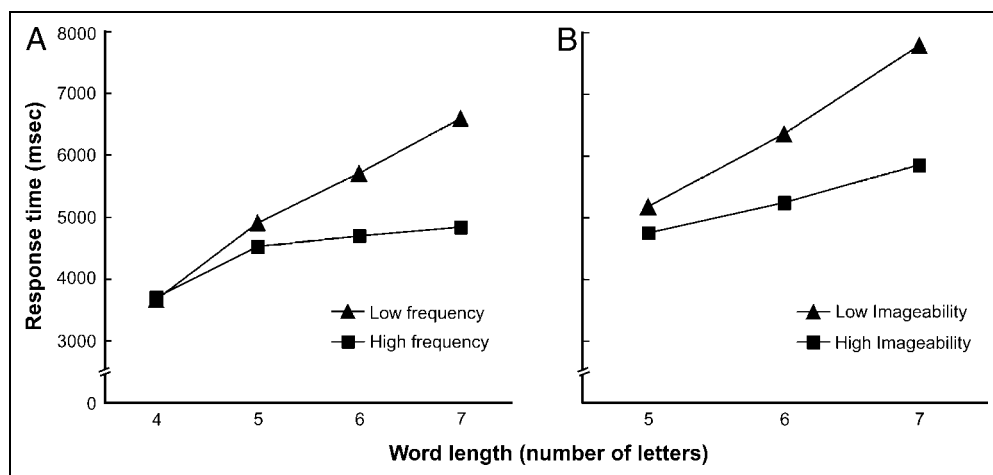 A
B
Response time (msec)
8000
7000
6000
5000
4000
3000
0
Low frequency
High frequency
Low Imageability
High Imageability
4 5 6 7
5 6 7
Word length (number of letters)